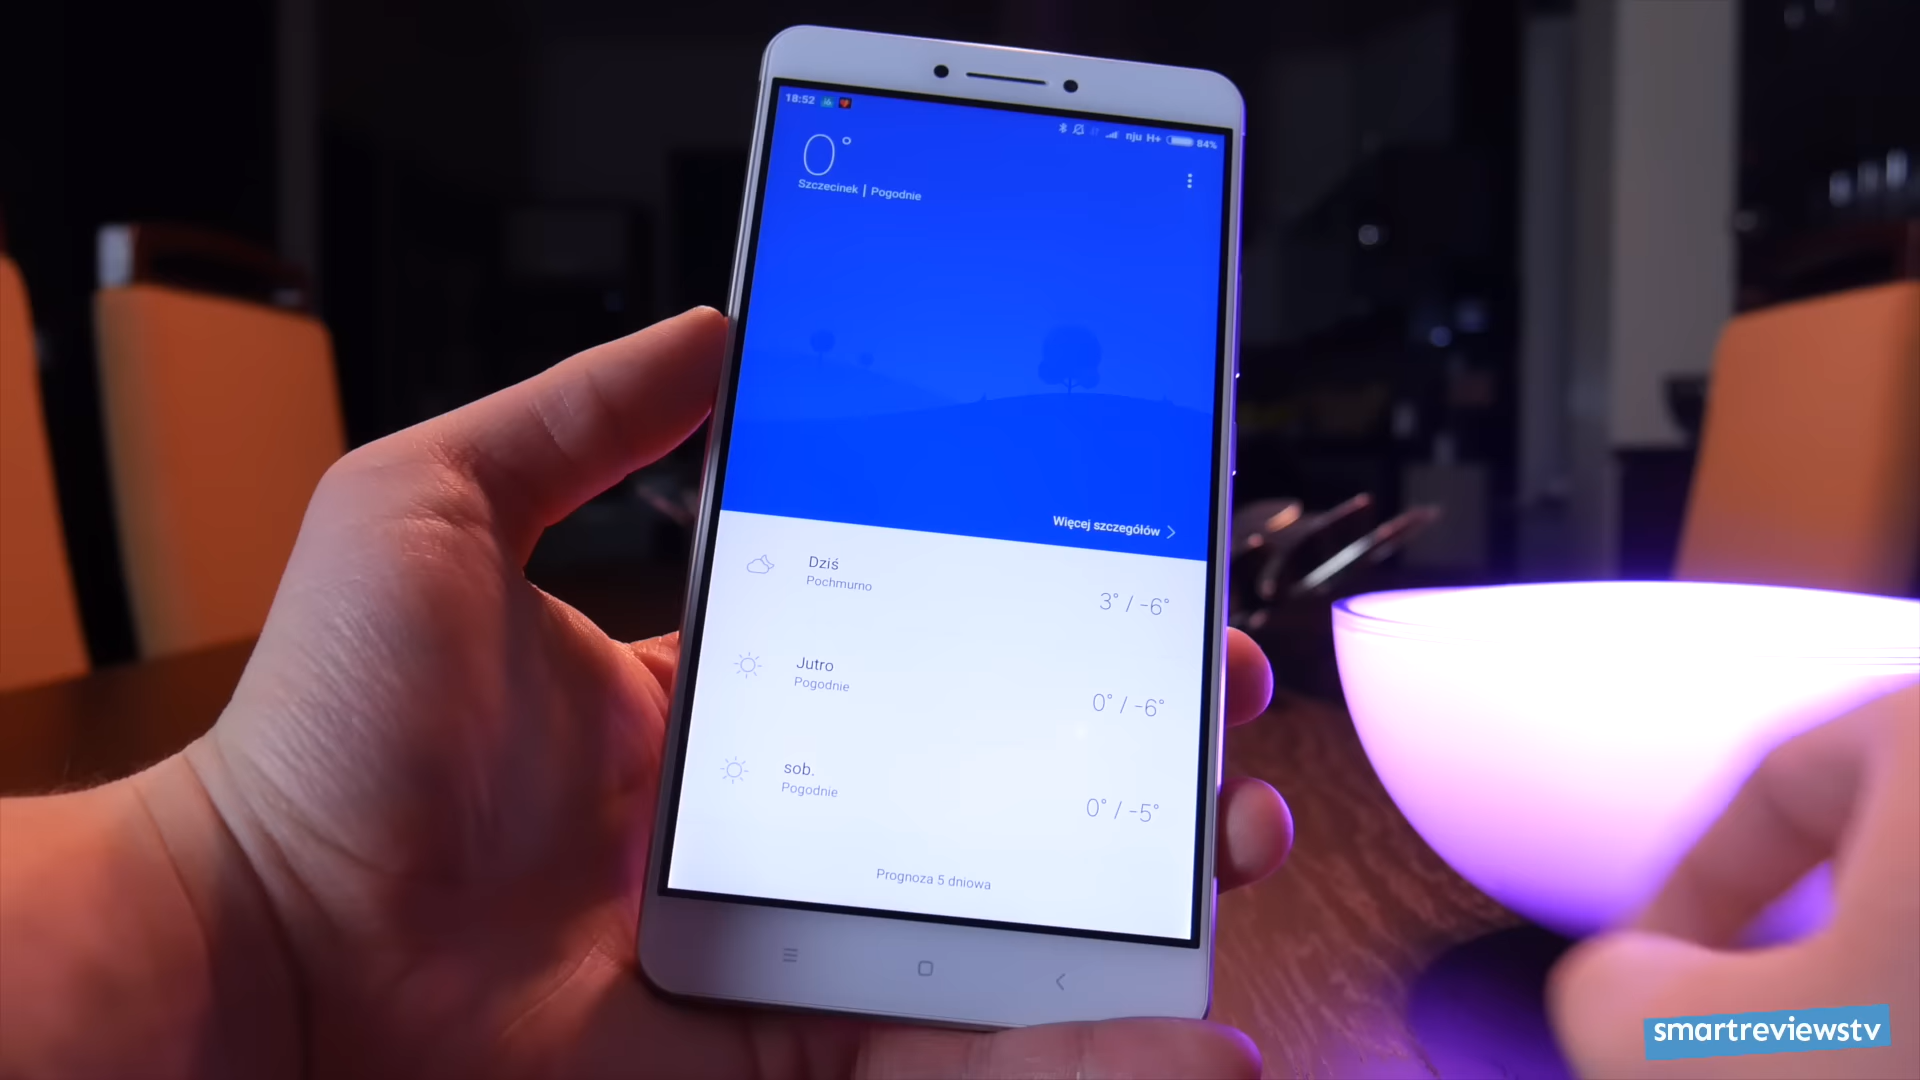 18:52
nju H+ 84%
0°
Szczecinek | Pogodnie
Więcej szczegółów
Dziś
Pochmurno
3° / -6°
Jutro
Pogodnie
0° / -6°
sob.
Pogodnie
0° / -5°
Prognoza 5 dniowa
smartreviewstv